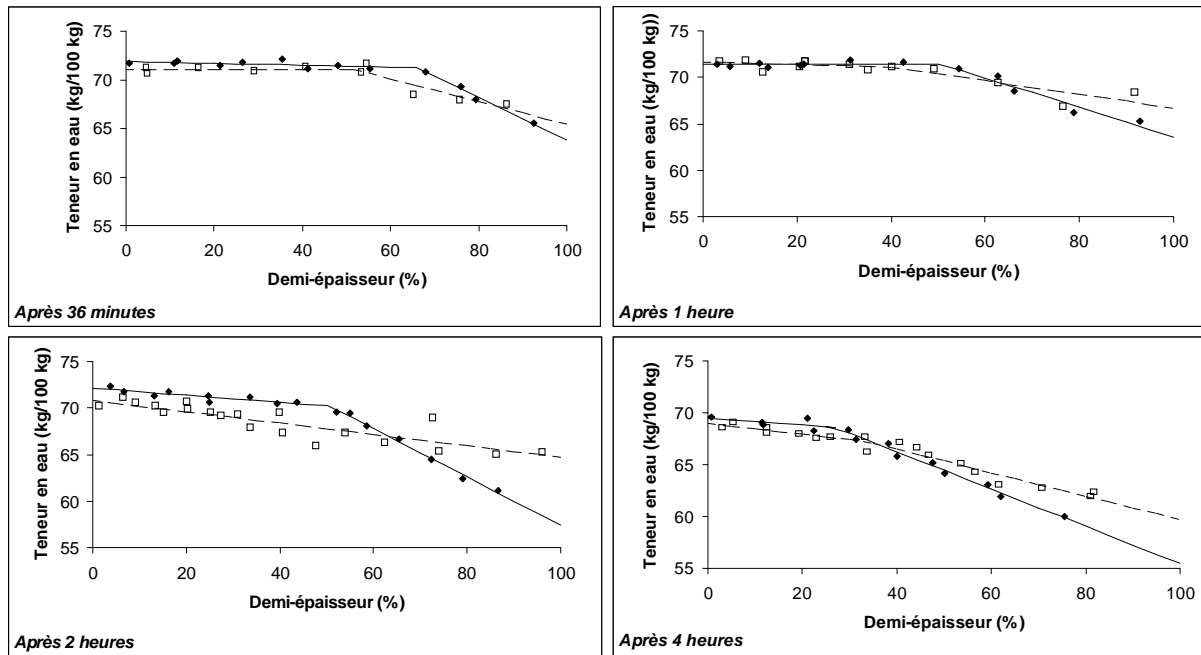 Teneur en eau (kg/100 kg)
75
70
65
60
55
0 20 40 60 80 100
Demi-épaisseur (%)
Après 36 minutes
Teneur en eau (kg/100 kg))
75
70
65
60
55
0 20 40 60 80 100
Demi-épaisseur (%)
Après 1 heure
Teneur en eau (kg/100 kg)
75
70
65
60
55
0 20 40 60 80 100
Demi-épaisseur (%)
Après 2 heures
Teneur en eau (kg/100 kg)
75
70
65
60
55
0 20 40 60 80 100
Demi-épaisseur (%)
Après 4 heures